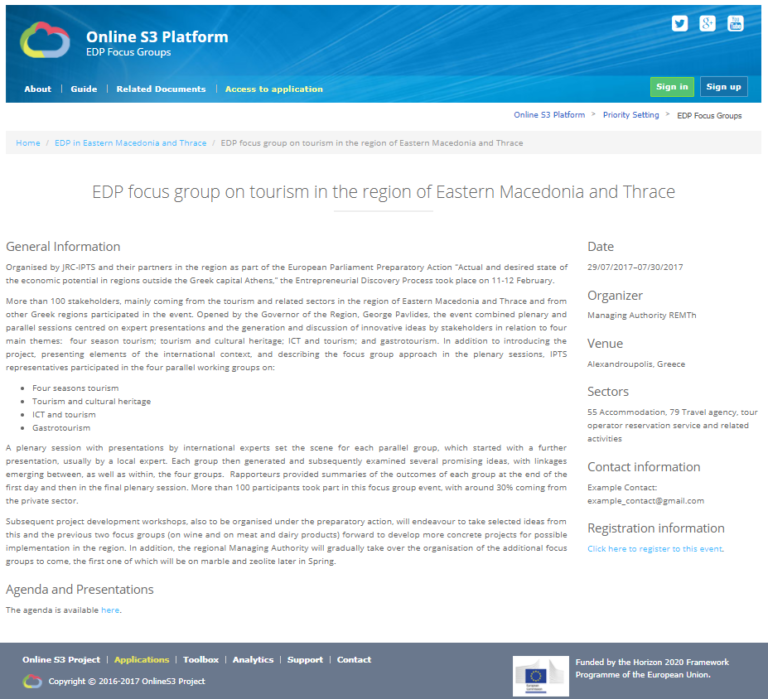 Online S3 Platform
EDP Focus Groups
You
Tube
About | Guide | Related Documents | Access to application
Sign in Sign up
Online S3 Platform > Priority Setting > EDP Focus Groups
Home / EDP in Eastern Macedonia and Thrace / EDP focus group on tourism in the region of Eastern Macedonia and Thrace
EDP focus group on tourism in the region of Eastern Macedonia and Thrace
General Information
Organised by JRC-IPTS and their partners in the region as part of the European Parliament Preparatory Action "Actual and desired state of
the economic potential in regions outside the Greek capital Athens," the Entrepreneurial Discovery Process took place on 11-12 February.
More than 100 stakeholders, mainly coming from the tourism and related sectors in the region of Eastern Macedonia and Thrace and from
other Greek regions participated in the event. Opened by the Governor of the Region, George Pavlides, the event combined plenary and
parallel sessions centred on expert presentations and the generation and discussion of innovative ideas by stakeholders in relation to four
main themes: four season tourism; tourism and cultural heritage; ICT and tourism; and gastrotourism. In addition to introducing the
project, presenting elements of the international context, and describing the focus group approach in the plenary sessions, IPTS
representatives participated in the four parallel working groups on:
• Four seasons tourism
• Tourism and cultural heritage
• ICT and tourism
• Gastrotourism
A plenary session with presentations by international experts set the scene for each parallel group, which started with a further
presentation, usually by a local expert. Each group then generated and subsequently examined several promising ideas, with linkages
emerging between, as well as within, the four groups. Rapporteurs provided summaries of the outcomes of each group at the end of the
first day and then in the final plenary session. More than 100 participants took part in this focus group event, with around 30% coming from
the private sector.
Subsequent project development workshops, also to be organised under the preparatory action, will endeavour to take selected ideas from
this and the previous two focus groups (on wine and on meat and dairy products) forward to develop more concrete projects for possible
implementation in the region. In addition, the regional Managing Authority will gradually take over the organisation of the additional focus
groups to come, the first one of which will be on marble and zeolite later in Spring.
Agenda and Presentations
The agenda is available here.
Date
29/07/2017–07/30/2017
Organizer
Managing Authority REMTh
Venue
Alexandroupolis, Greece
Sectors
55 Accommodation, 79 Travel agency, tour
operator reservation service and related
activities
Contact information
Example Contact:
example_contact@gmail.com
Registration information
Click here to register to this event.
Online S3 Project | Applications | Toolbox | Analytics | Support | Contact
Copyright © 2016-2017 OnlineS3 Project
Funded by the Horizon 2020 Framework
Programme of the European Union.